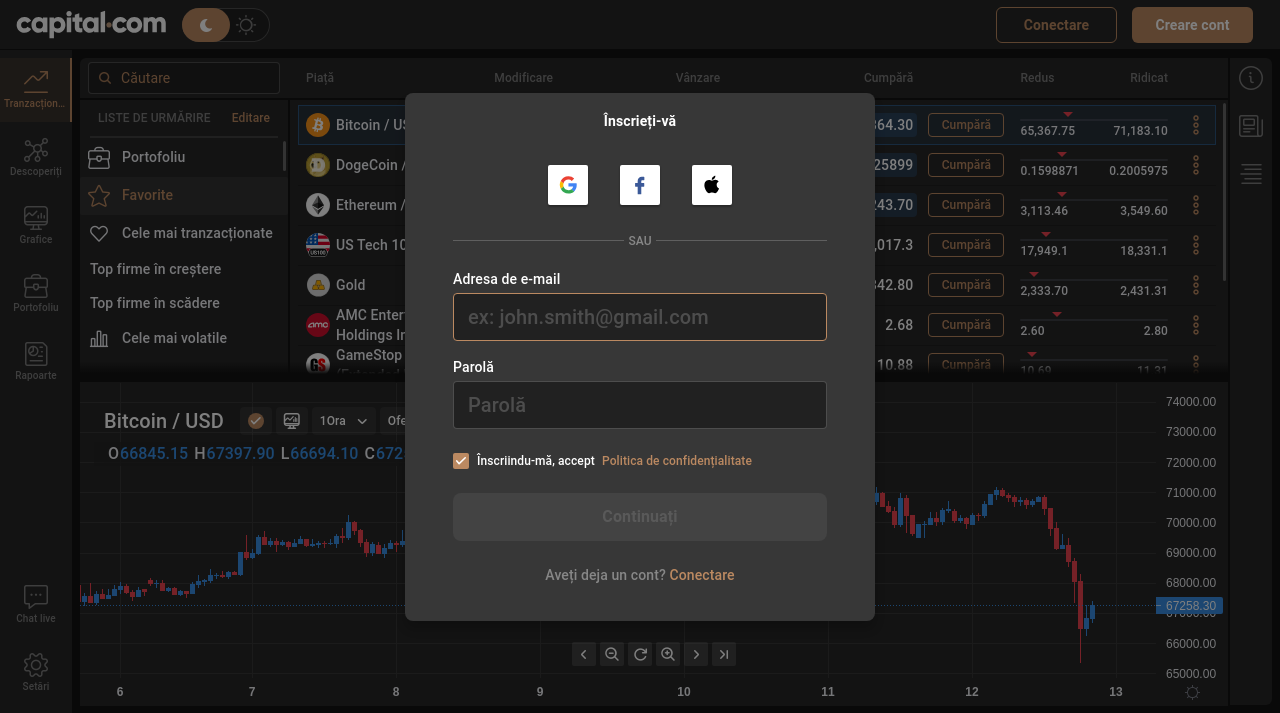 capital.com
Conectare
Creare cont
Tranzacțion...
Descoperiți
Grafice
Portofoliu
Rapoarte
Chat live
Setări
Căutare
LISTE DE URMĂRIRE Editare
Portofoliu
Favorite
Cele mai tranzacționate
Top firme în creștere
Top firme în scădere
Cele mai volatile
Piață Modificare Vânzare Cumpără Redus Ridicat
Bitcoin / US 64.30 Cumpără 65,367.75 71,183.10
DogeCoin / 25899 Cumpără 0.1598871 0.2005975
Ethereum / 243.70 Cumpără 3,113.46 3,549.60
US100 US Tech 10 ,017.3 Cumpără 17,949.1 18,331.1
Gold 342.80 Cumpără 2,333.70 2,431.31
amc AMC Enter
Holdings In 2.68 Cumpără 2.60 2.80
GameStop 10.88 Cumpără 10.69 11.31
Înscrieți-vă
SAU
Adresa de e-mail
ex: john.smith@gmail.com
Parolă
Parolă
Înscriindu-mă, accept Politica de confidențialitate
Continuați
Aveți deja un cont? Conectare
Bitcoin / USD 1Ora Ofe
O66845.15 H67397.90 L66694.10 C672
74000.00
73000.00
72000.00
71000.00
70000.00
69000.00
68000.00
67258.30
66000.00
65000.00
6 7 8 9 10 11 12 13